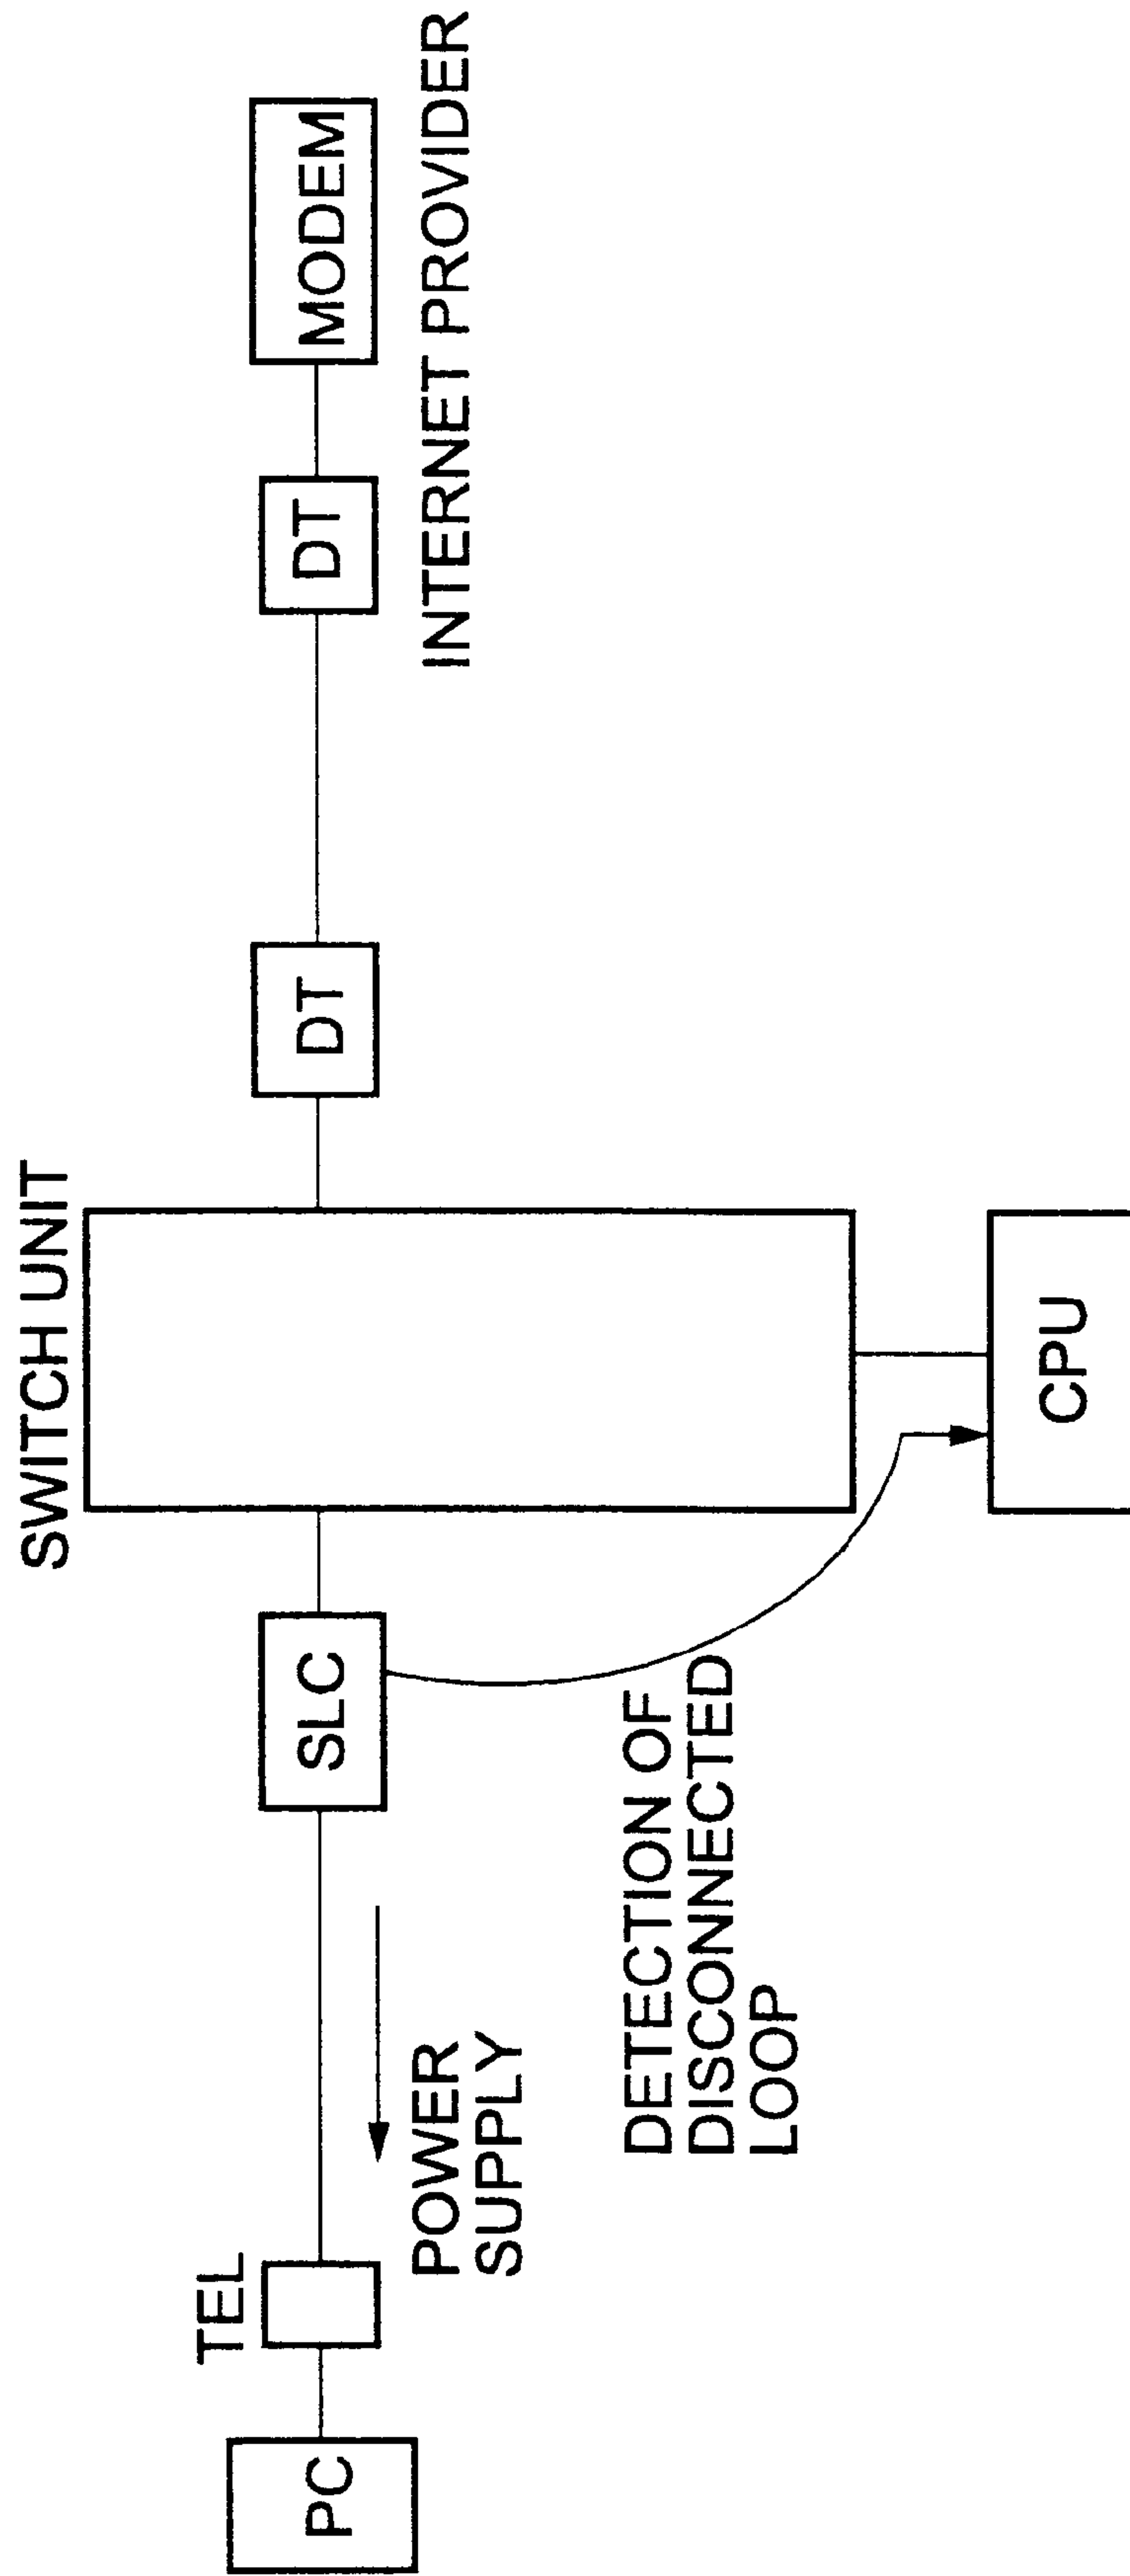 SWITCH UNIT
TEL
PC
SLC
DT
DT
MODEM
POWER
SUPPLY
INTERNET PROVIDER
DETECTION OF
DISCONNECTED
LOOP
CPU